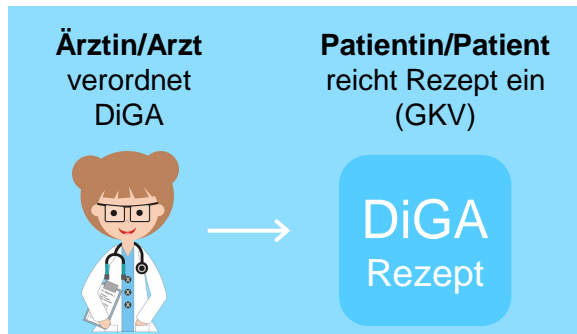 Ärztin/Arzt
verordnet
DiGA
Patientin/Patient
reicht Rezept ein
(GKV)
DiGA
Rezept